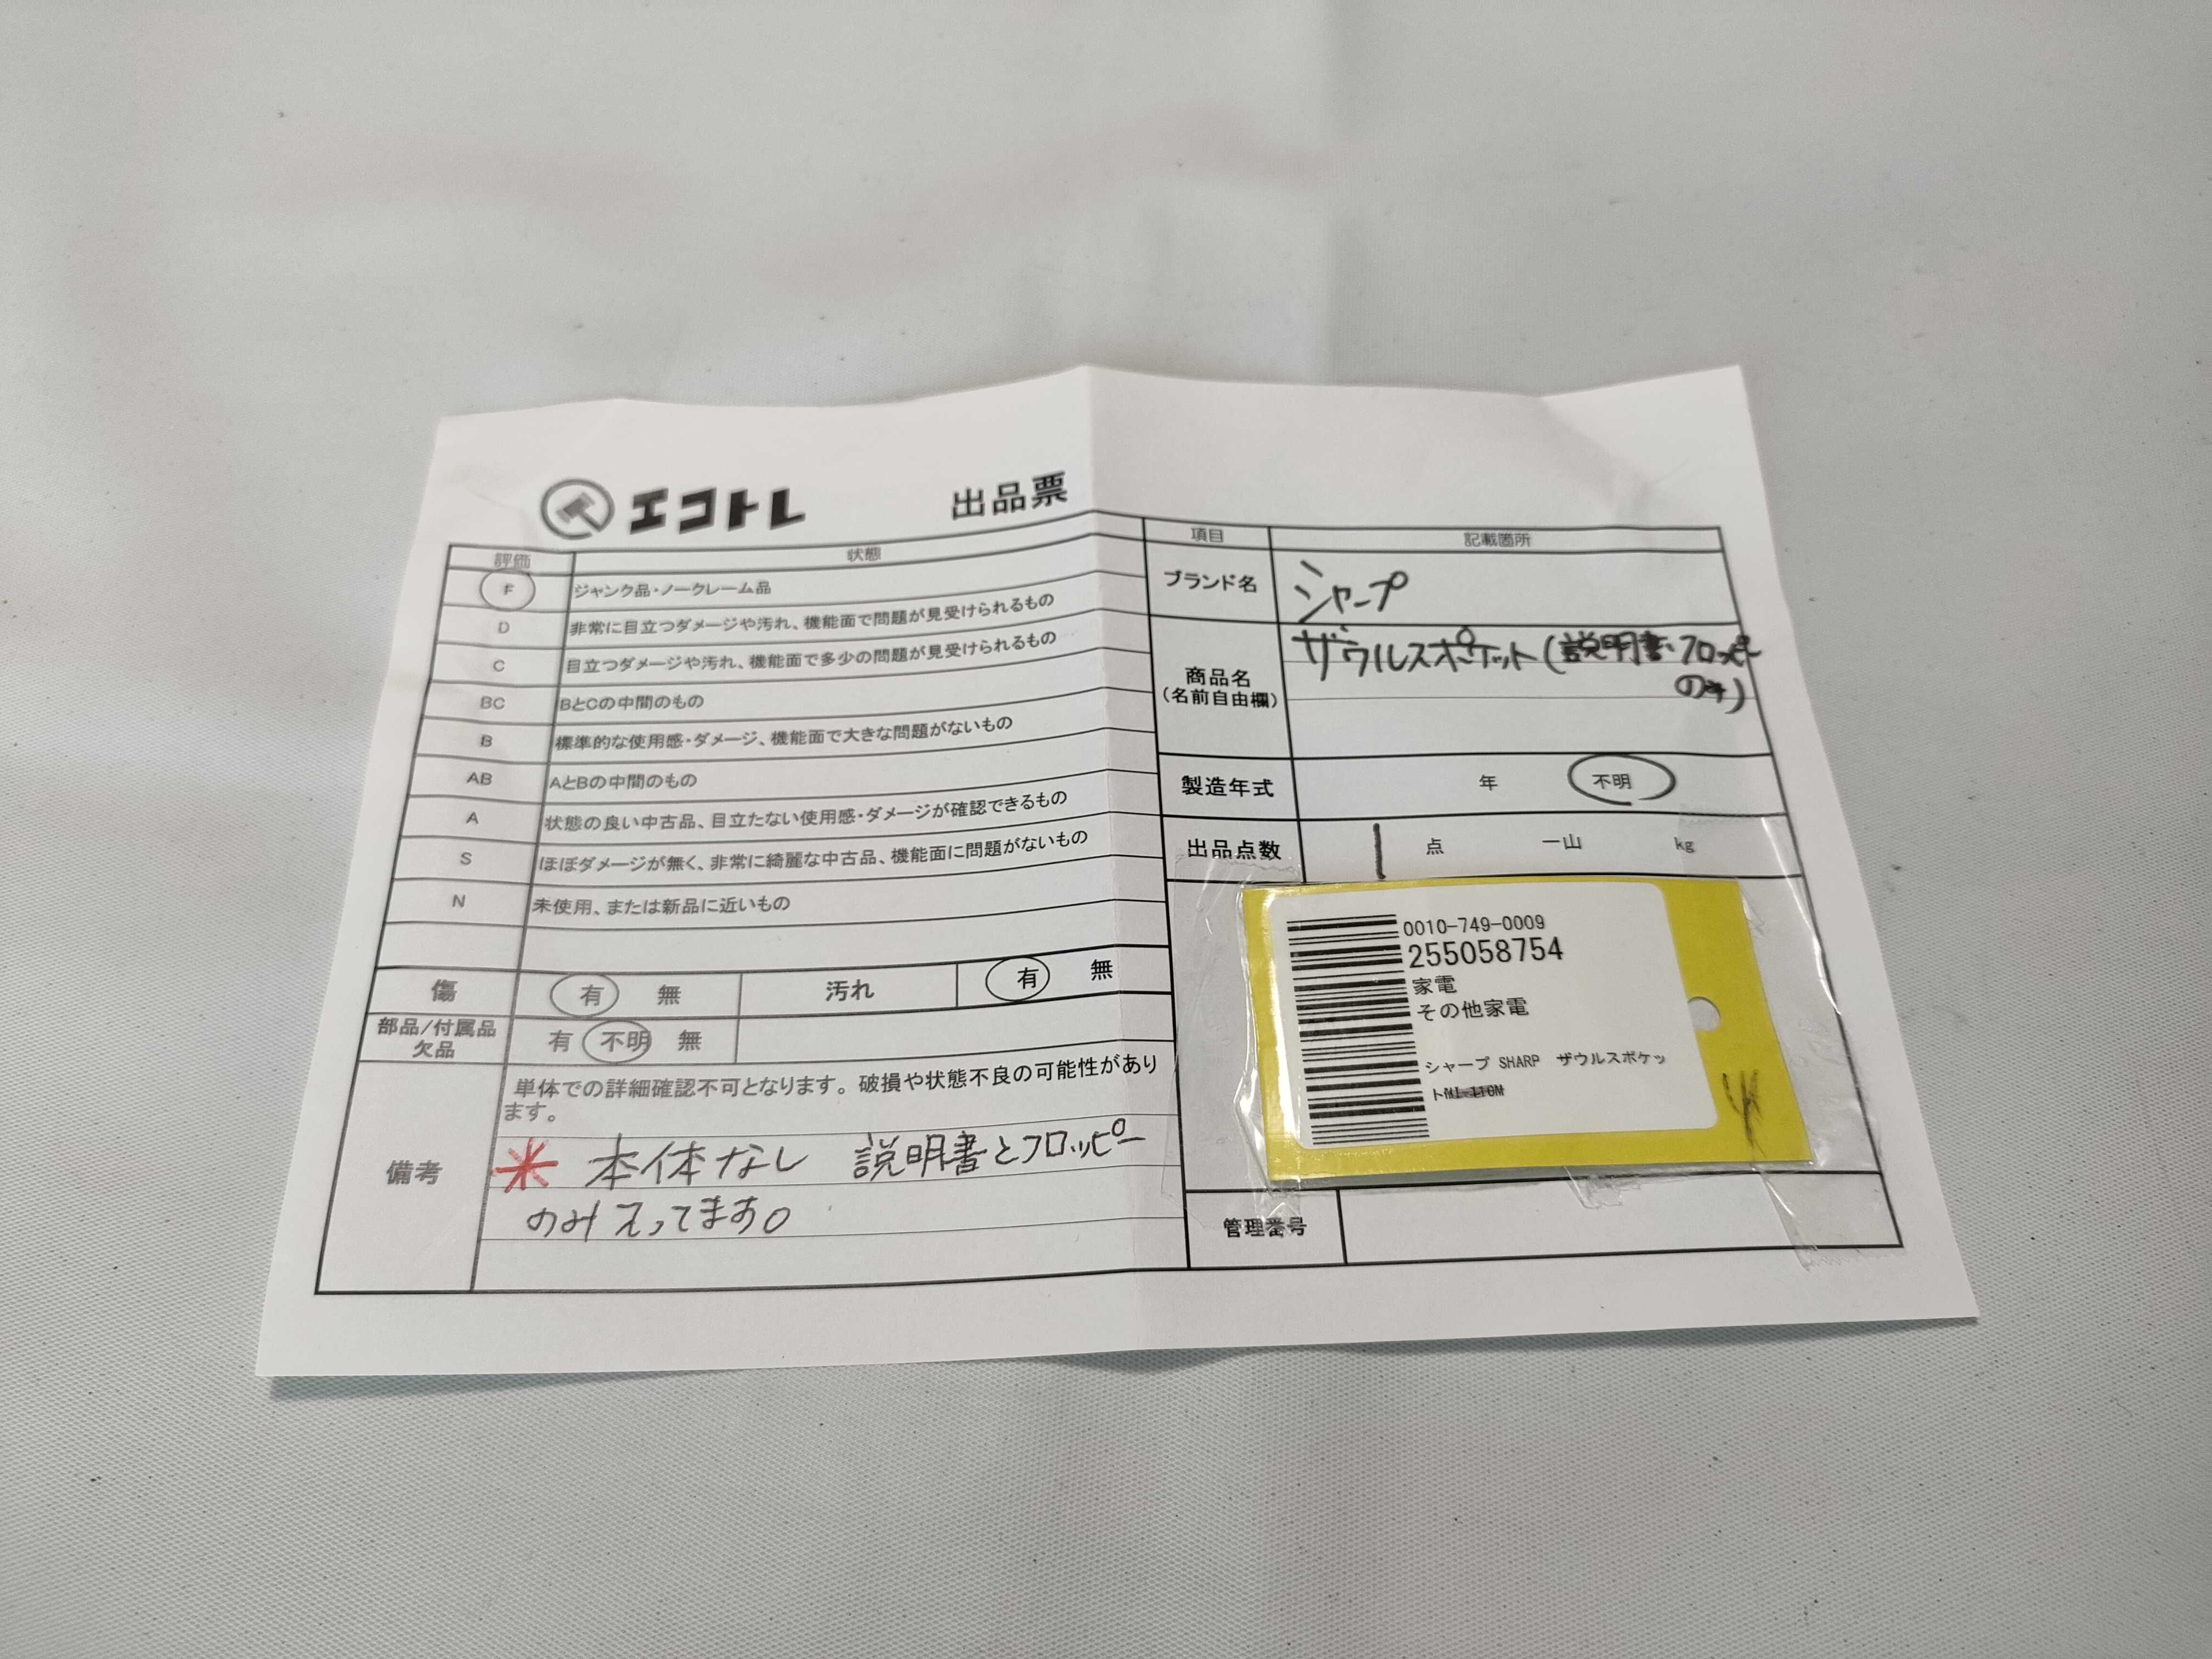 エコトレ 出品票
評価 状態
F ジャンク品・ノークレーム品
D 非常に目立つダメージや汚れ、機能面で問題が見受けられるもの
C 目立つダメージや汚れ、機能面で多少の問題が見受けられるもの
BC BとCの中間のもの
B 標準的な使用感・ダメージ、機能面で大きな問題がないもの
AB AとBの中間のもの
A 状態の良い中古品、目立たない使用感・ダメージが確認できるもの
S ほぼダメージが無く、非常に綺麗な中古品、機能面に問題がないもの
N 未使用、または新品に近いもの
傷 有 無 汚れ 有 無
部品/付属品
欠品 有 不明 無
備考
単体での詳細確認不可となります。破損や状態不良の可能性があり
ます。
* 本体なし 説明書とフロッピー
のみ入ってます。
項目 記載箇所
ブランド名 シャープ
商品名
(名前自由欄)
ザウルスポケット(説明書・フロッピー
のみ)
製造年式 年 不明
出品点数 1 点 一山 kg
0010-749-0009
255058754
家電
その他家電
シャープ SHARP ザウルスポケッ
ト
管理番号